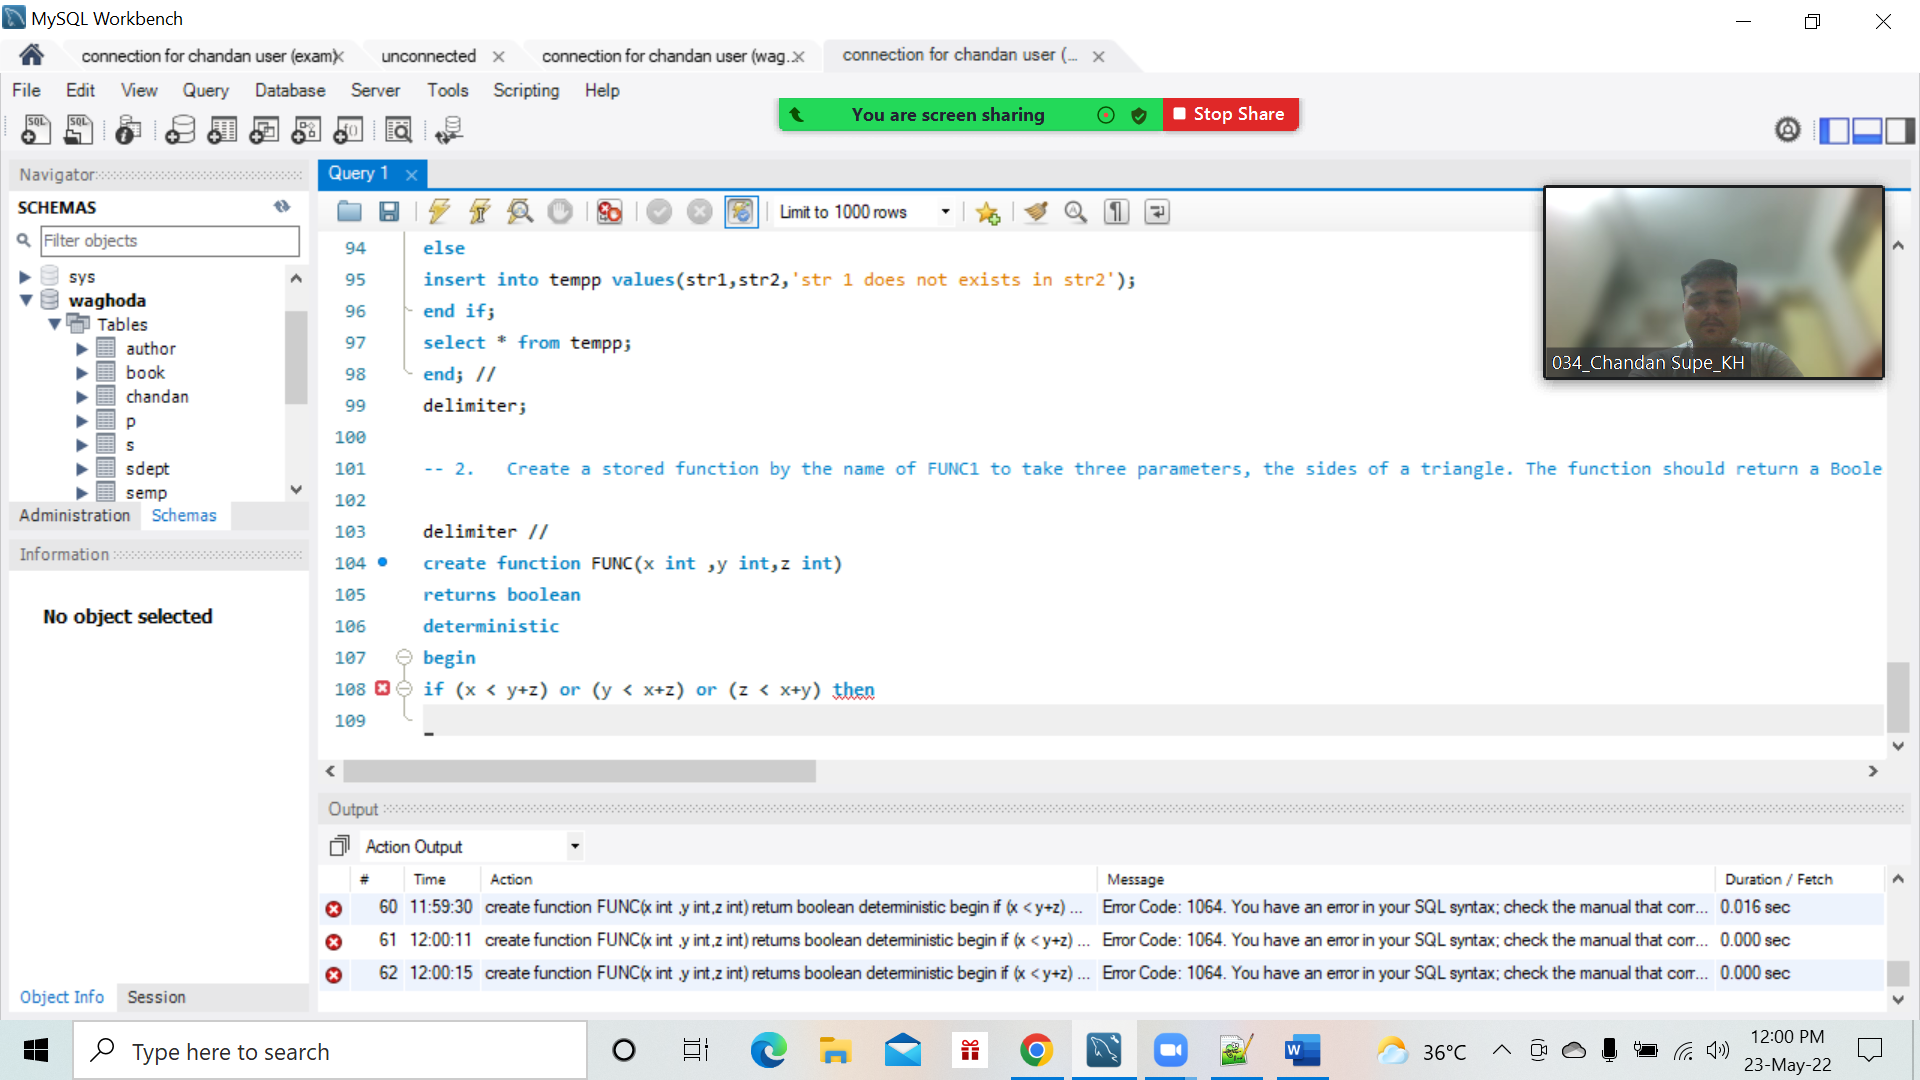 MySQL Workbench
connection for chandan user (exam)
unconnected
connection for chandan user (wag..
connection for chandan user (...
File Edit View Query Database Server Tools Scripting Help
You are screen sharing
Stop Share
Navigator
Query 1
SCHEMAS
Limit to 1000 rows
Filter objects
sys
waghoda
Tables
author
book
chandan
p
s
sdept
semp
Administration Schemas
Information
No object selected
Object Info Session
94 else
95 insert into tempp values(str1,str2,'str 1 does not exists in str2');
96 end if;
97 select * from tempp;
98 end; //
99 delimiter;
100
101 -- 2. Create a stored function by the name of FUNC1 to take three parameters, the sides of a triangle. The function should return a Boole
102
103 delimiter //
104 create function FUNC(x int ,y int,z int)
105 returns boolean
106 deterministic
107 begin
108 if (x < y+z) or (y < x+z) or (z < x+y) then
109
034_Chandan Supe_KH
Output
Action Output
# Time Action Message Duration / Fetch
60 11:59:30 create function FUNC(x int ,y int,z int) return boolean deterministic begin if (x < y+z) ... Error Code: 1064. You have an error in your SQL syntax; check the manual that corr... 0.016 sec
61 12:00:11 create function FUNC(x int ,y int,z int) returns boolean deterministic begin if (x < y+z) ... Error Code: 1064. You have an error in your SQL syntax; check the manual that corr... 0.000 sec
62 12:00:15 create function FUNC(x int ,y int,z int) returns boolean deterministic begin if (x < y+z) ... Error Code: 1064. You have an error in your SQL syntax; check the manual that corr... 0.000 sec
Type here to search
36°C
12:00 PM
23-May-22